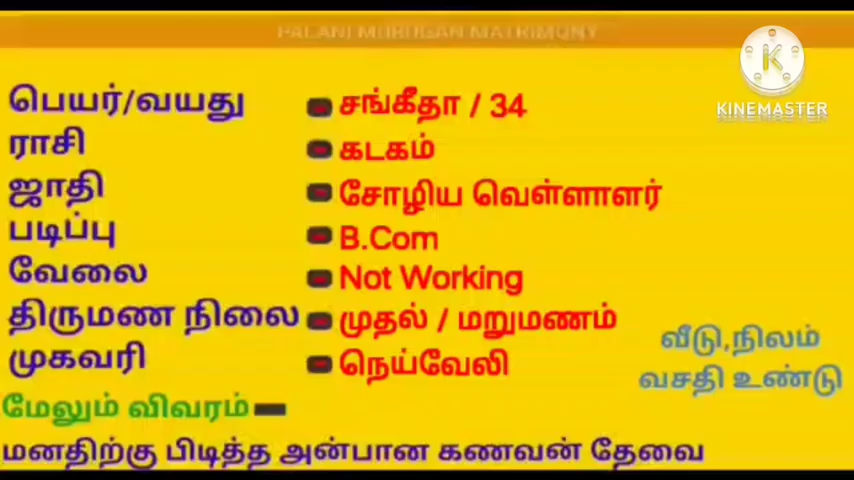 PALANI MURUGAN MATRIMONY
KINEMASTER
பெயர்/வயது - சங்கீதா / 34
ராசி - கடகம்
ஜாதி - சோழிய வெள்ளாளர்
படிப்பு - B.Com
வேலை - Not Working
திருமண நிலை - முதல் / மறுமணம்
முகவரி - நெய்வேலி
வீடு,நிலம்
வசதி உண்டு
மேலும் விவரம் -
மனதிற்கு பிடித்த அன்பான கணவன் தேவை